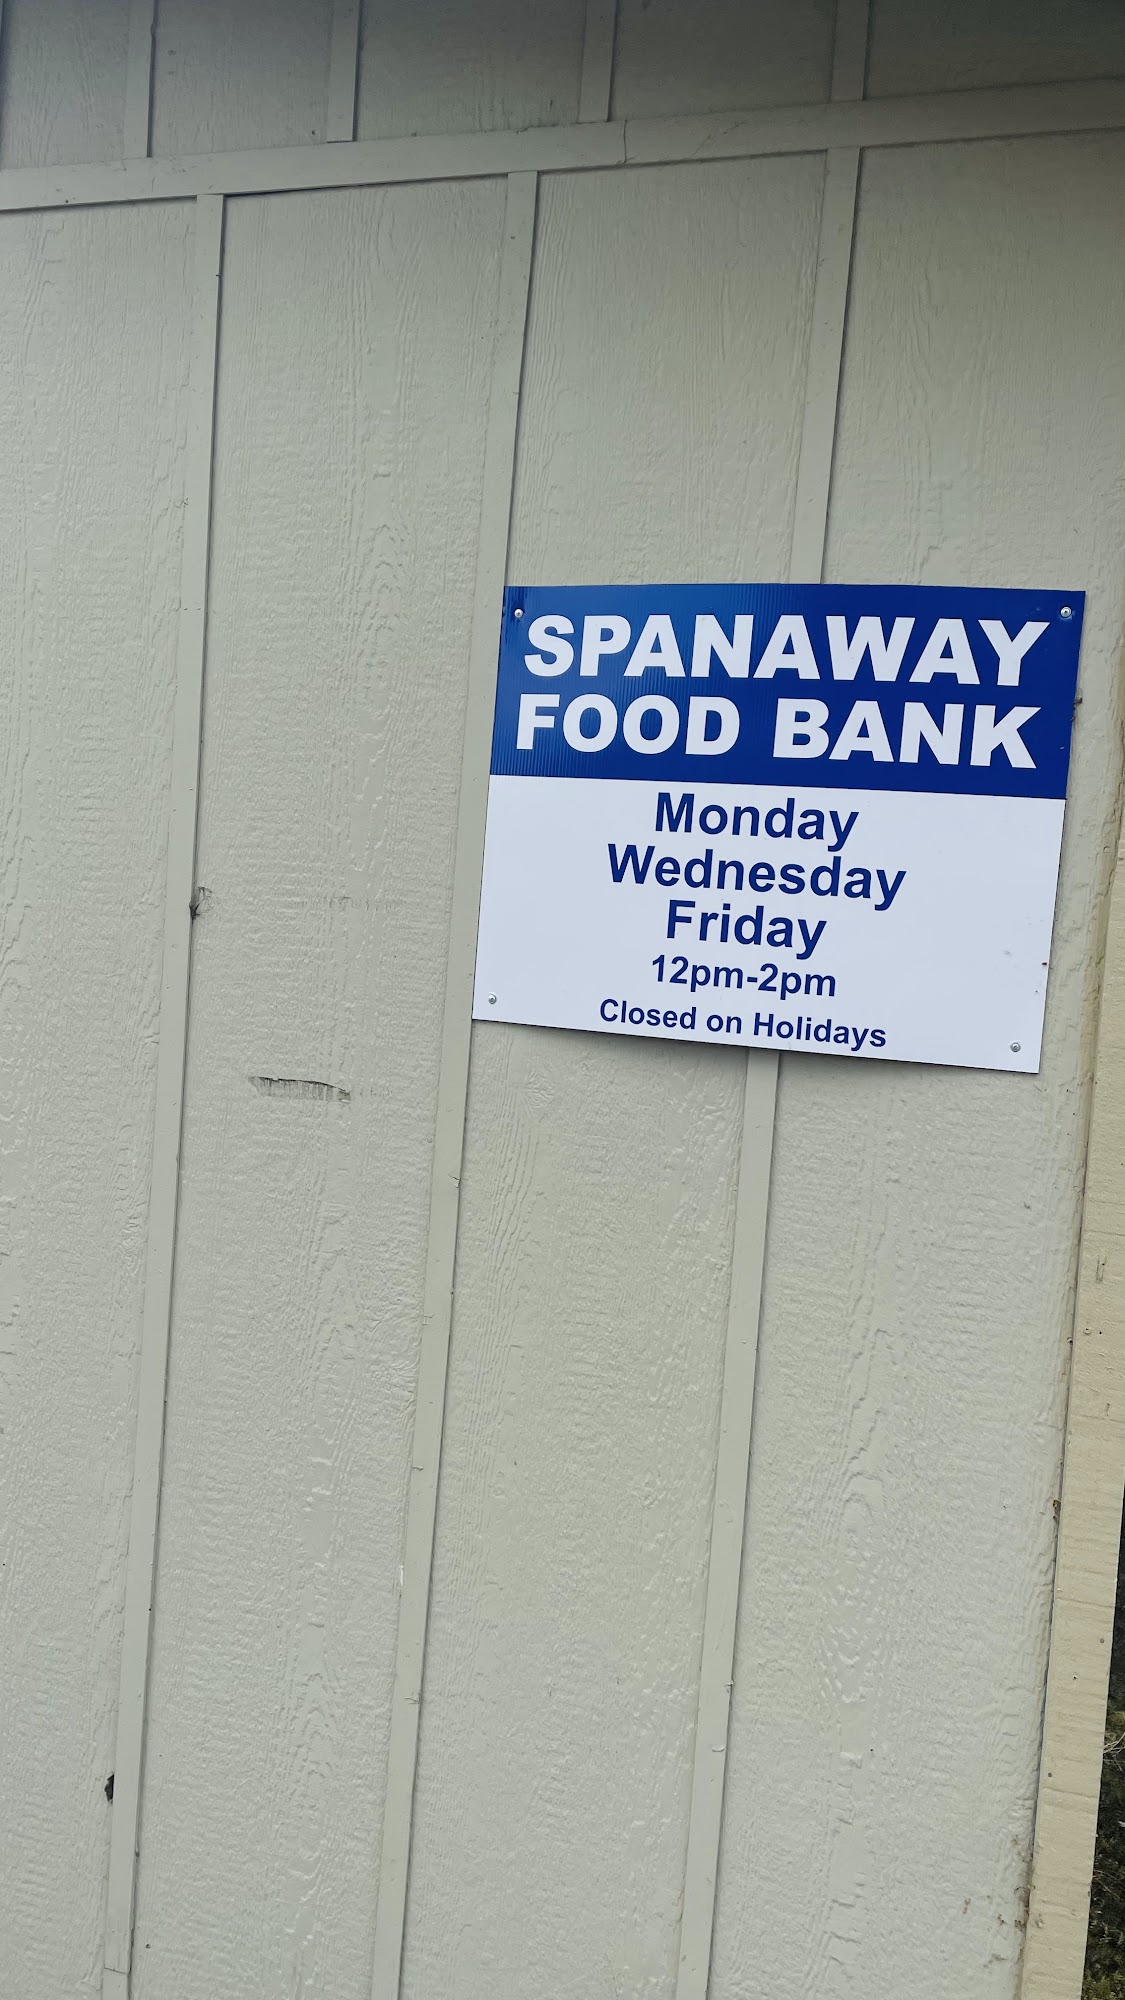 SPANAWAY
FOOD BANK
Monday
Wednesday
Friday
12pm-2pm
Closed on Holidays